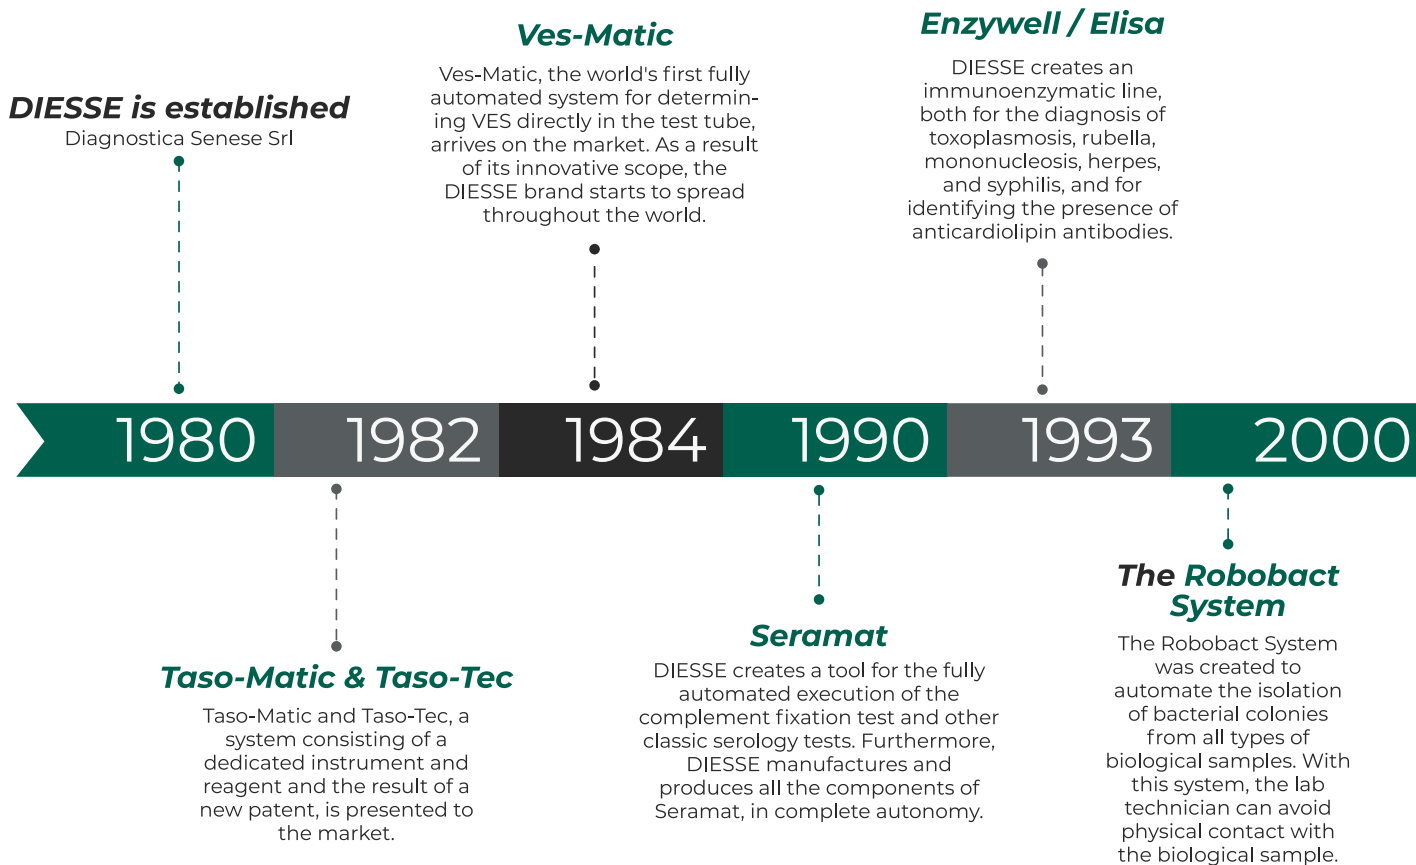 DIESSE is established
Diagnostica Senese Srl
Ves-Matic
Ves-Matic, the world's first fully
automated system for determin-
ing VES directly in the test tube,
arrives on the market. As a result
of its innovative scope, the
DIESSE brand starts to spread
throughout the world.
Enzywell / Elisa
DIESSE creates an
immunoenzymatic line,
both for the diagnosis of
toxoplasmosis, rubella,
mononucleosis, herpes,
and syphilis, and for
identifying the presence of
anticardiolipin antibodies.
1980
1982
1984
1990
1993
2000
Taso-Matic & Taso-Tec
Taso-Matic and Taso-Tec, a
system consisting of a
dedicated instrument and
reagent and the result of a
new patent, is presented to
the market.
Seramat
DIESSE creates a tool for the fully
automated execution of the
complement fixation test and other
classic serology tests. Furthermore,
DIESSE manufactures and
produces all the components of
Seramat, in complete autonomy.
The Robobact
System
The Robobact System
was created to
automate the isolation
of bacterial colonies
from all types of
biological samples. With
this system, the lab
technician can avoid
physical contact with
the biological sample.